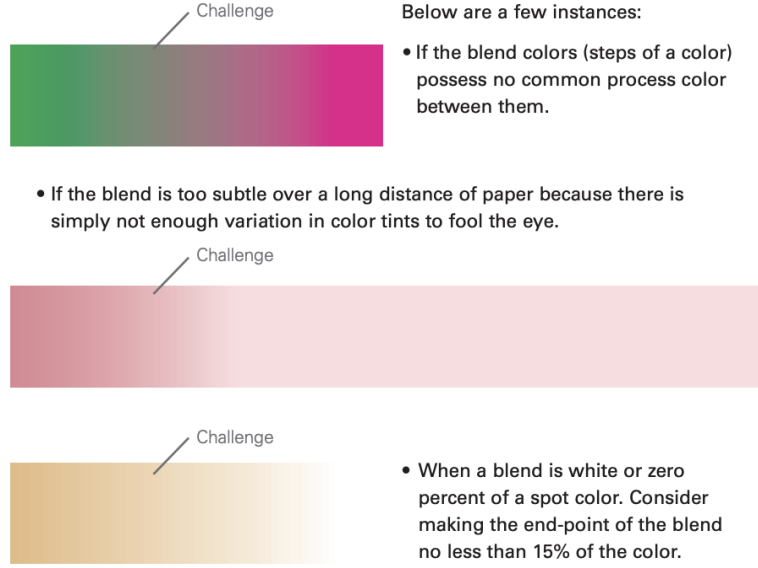 Challenge
Below are a few instances:
• If the blend colors (steps of a color)
possess no common process color
between them.
• If the blend is too subtle over a long distance of paper because there is
simply not enough variation in color tints to fool the eye.
Challenge
Challenge
• When a blend is white or zero
percent of a spot color. Consider
making the end-point of the blend
no less than 15% of the color.